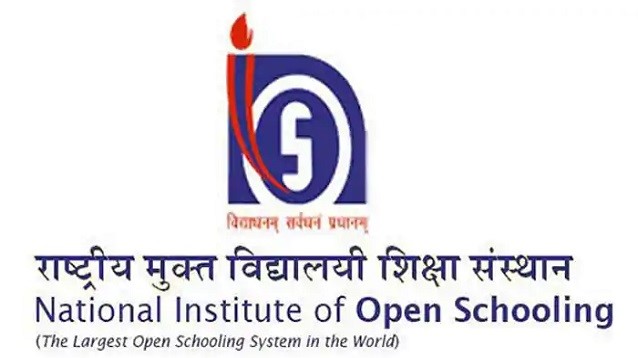 विद्याधनम् सर्वधनं प्रधानम्
राष्ट्रीय मुक्त विद्यालयी शिक्षा संस्थान
National Institute of Open Schooling
(The Largest Open Schooling System in the World)